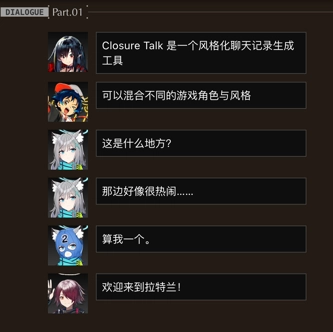 DIALOGUE Part.01
Closure Talk 是一个风格化聊天记录生成
工具
可以混合不同的游戏角色与风格
这是什么地方?
那边好像很热闹……
2
算我一个。
欢迎来到拉特兰!